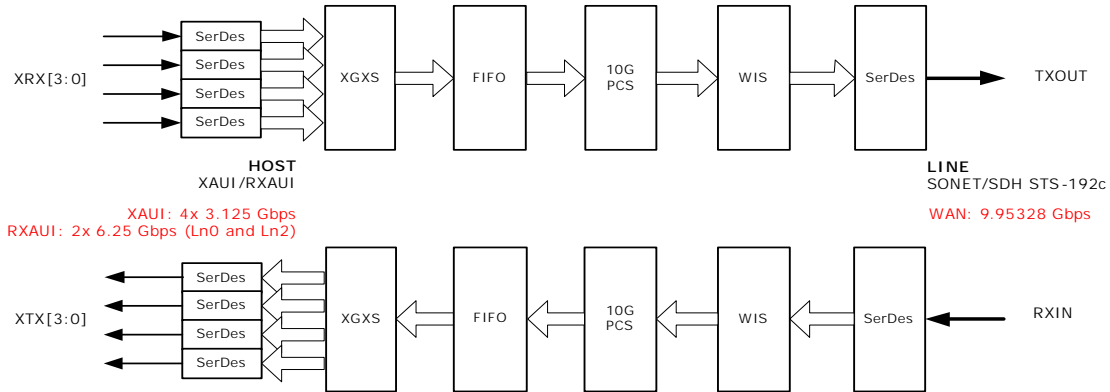 SerDes
SerDes
SerDes
SerDes
XRX[3:0]
XGXS
FIFO
10G
PCS
WIS
SerDes
TXOUT
HOST
XAUI/RXAUI
XAUI: 4x 3.125 Gbps
RXAUI: 2x 6.25 Gbps (Ln0 and Ln2)
LINE
SONET/SDH STS-192c
WAN: 9.95328 Gbps
SerDes
SerDes
SerDes
SerDes
XTX[3:0]
XGXS
FIFO
10G
PCS
WIS
SerDes
RXIN